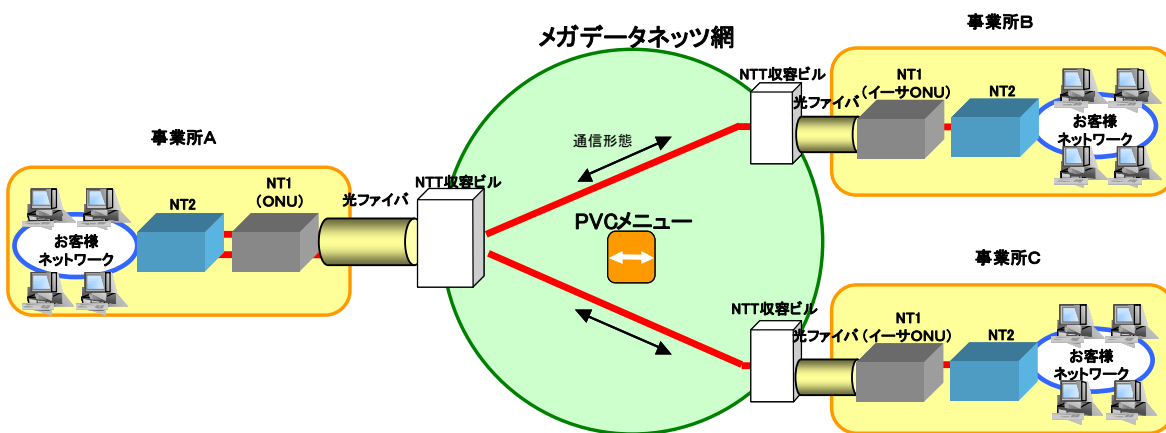 メガデータネッツ網
事業所B
NTT収容ビル
光ファイバ
NT1
(イーサONU)
NT2
お客様
ネットワーク
事業所A
通信形態
NT2
NT1
(ONU)
光ファイバ
NTT収容ビル
お客様
ネットワーク
PVCメニュー
事業所C
NTT収容ビル
光ファイバ
NT1
(イーサONU)
NT2
お客様
ネットワーク